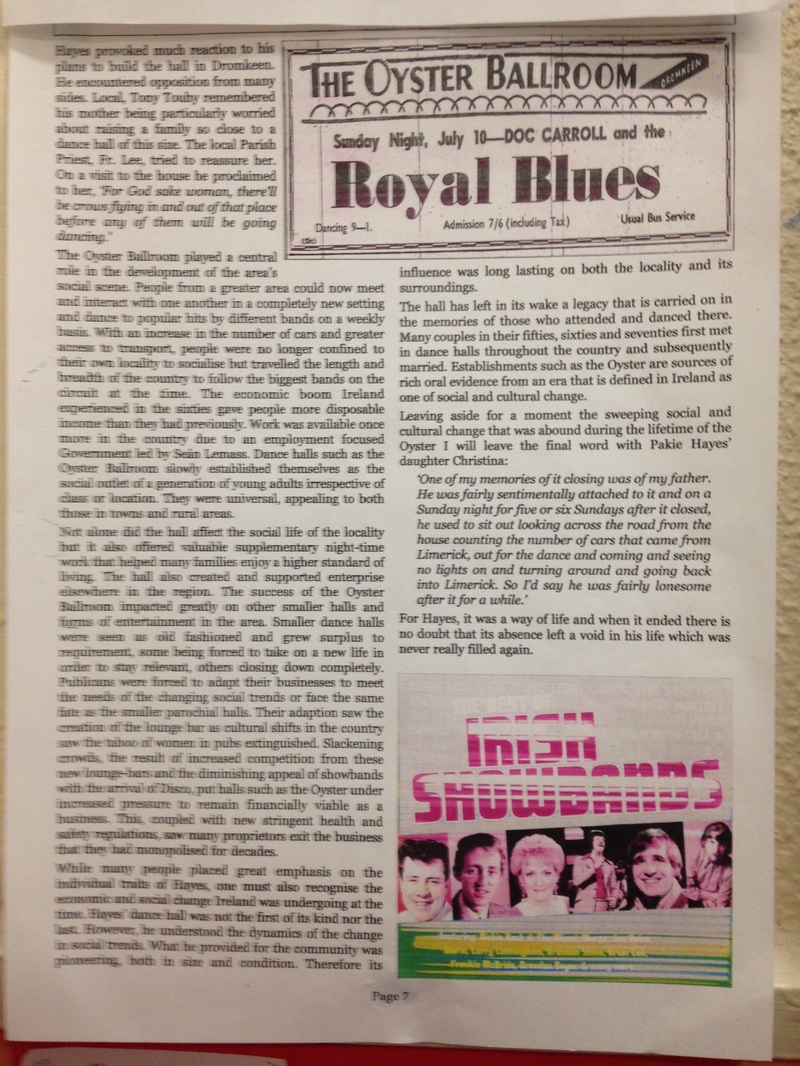 Hayes provoked much reaction to his
plans to build the hall in Dromkeen.
He encountered opposition from many
sides. Local, Tony Touhy remembered
his mother being particularly worried
about raising a family so close to a
dance hall of this size. The local Parish
Priest, Fr. Lee, tried to reassure her.
On a visit to the house he proclaimed
to her, 'For God sake woman, there'll
be crows flying in and out of that place
before any of them will be going
dancing.'
THE OYSTER BALLROOM DROMKEEN
Sunday Night, July 10—DOC CARROLL and the
Royal Blues
Dancing 9—1. Admission 7/6 (including Tax) Usual Bus Service
The Oyster Ballroom played a central
role in the development of the area's
social scene. People from a greater area could now meet
and interact with one another in a completely new setting
and dance to popular hits by different bands on a weekly
basis. With an increase in the number of cars and greater
access to transport, people were no longer confined to
their own locality to socialise but travelled the length and
breadth of the country to follow the biggest bands on the
circuit at the time. The economic boom Ireland
experienced in the sixties gave people more disposable
income than they had previously. Work was available once
more in the country due to an employment focused
Government led by Sean Lemass. Dance halls such as the
Oyster Ballroom slowly established themselves as the
social outlet of a generation of young adults irrespective of
class or location. They were universal, appealing to both
those in towns and rural areas.
Not alone did the hall affect the social life of the locality
but it also offered valuable supplementary night-time
work that helped many families enjoy a higher standard of
living. The hall also created and supported enterprise
elsewhere in the region. The success of the Oyster
Ballroom impacted greatly on other smaller halls and
forms of entertainment in the area. Smaller dance halls
were seen as old fashioned and grew surplus to
requirement, some being forced to take on a new life in
order to stay relevant, others closing down completely.
Publicans were forced to adapt their businesses to meet
the needs of the changing social trends or face the same
fate as the smaller parochial halls. Their adaption saw the
creation of the lounge bar as cultural shifts in the country
saw the taboo of women in pubs extinguished. Slackening
crowds, the result of increased competition from these
new lounge-bars and the diminishing appeal of showbands
with the arrival of Disco, put halls such as the Oyster under
increased pressure to remain financially viable as a
business. This, coupled with new stringent health and
safety regulations, saw many proprietors exit the business
that they had monopolised for decades.
While many people placed great emphasis on the
individual traits of Hayes, one must also recognise the
economic and social change Ireland was undergoing at the
time. Hayes' dance hall was not the first of its kind nor the
last. However, he understood the dynamics of the change
in social trends. What he provided for the community was
pioneering, both in size and condition. Therefore its
influence was long lasting on both the locality and its
surroundings.
The hall has left in its wake a legacy that is carried on in
the memories of those who attended and danced there.
Many couples in their fifties, sixties and seventies first met
in dance halls throughout the country and subsequently
married. Establishments such as the Oyster are sources of
rich oral evidence from an era that is defined in Ireland as
one of social and cultural change.
Leaving aside for a moment the sweeping social and
cultural change that was abound during the lifetime of the
Oyster I will leave the final word with Pakie Hayes'
daughter Christina:
'One of my memories of it closing was of my father.
He was fairly sentimentally attached to it and on a
Sunday night for five or six Sundays after it closed,
he used to sit out looking across the road from the
house counting the number of cars that came from
Limerick, out for the dance and coming and seeing
no lights on and turning around and going back
into Limerick. So I'd say he was fairly lonesome
after it for a while.'
For Hayes, it was a way of life and when it ended there is
no doubt that its absence left a void in his life which was
never really filled again.
IRISH
SHOWBANDS
Page 7